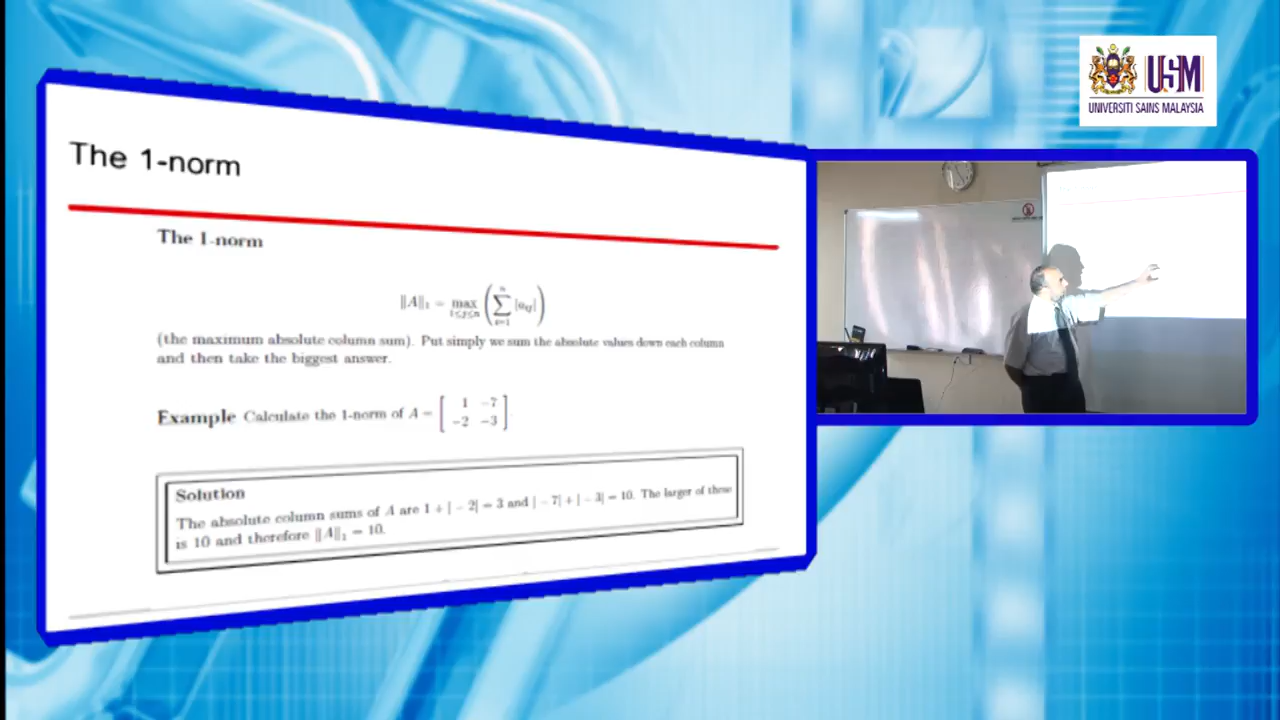 The 1-norm
The 1-norm
‖A‖₁ = max 1≤j≤n ( n ∑ i=1 |aᵢⱼ| )
(the maximum absolute column sum). Put simply we sum the absolute values down each column
and then take the biggest answer.
Example Calculate the 1-norm of A = [ 1 -7
-2 -3 ].
Solution
The absolute column sums of A are 1 + | − 2| = 3 and | − 7| + | − 3| = 10. The larger of these
is 10 and therefore ‖A‖₁ = 10.
USM
UNIVERSITI SAINS MALAYSIA